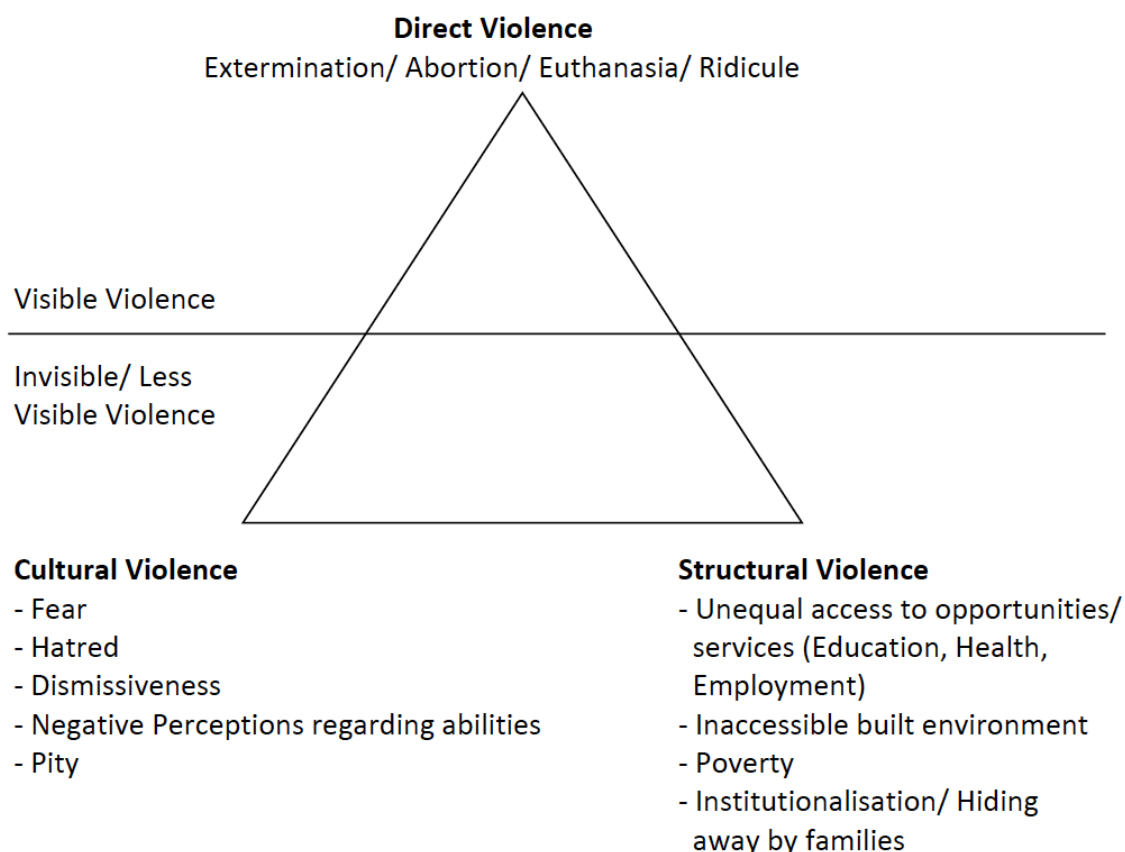 Direct Violence
Extermination/ Abortion/ Euthanasia/ Ridicule
Visible Violence
Invisible/ Less
Visible Violence
Cultural Violence
- Fear
- Hatred
- Dismissiveness
- Negative Perceptions regarding abilities
- Pity
Structural Violence
- Unequal access to opportunities/
services (Education, Health,
Employment)
- Inaccessible built environment
- Poverty
- Institutionalisation/ Hiding
away by families